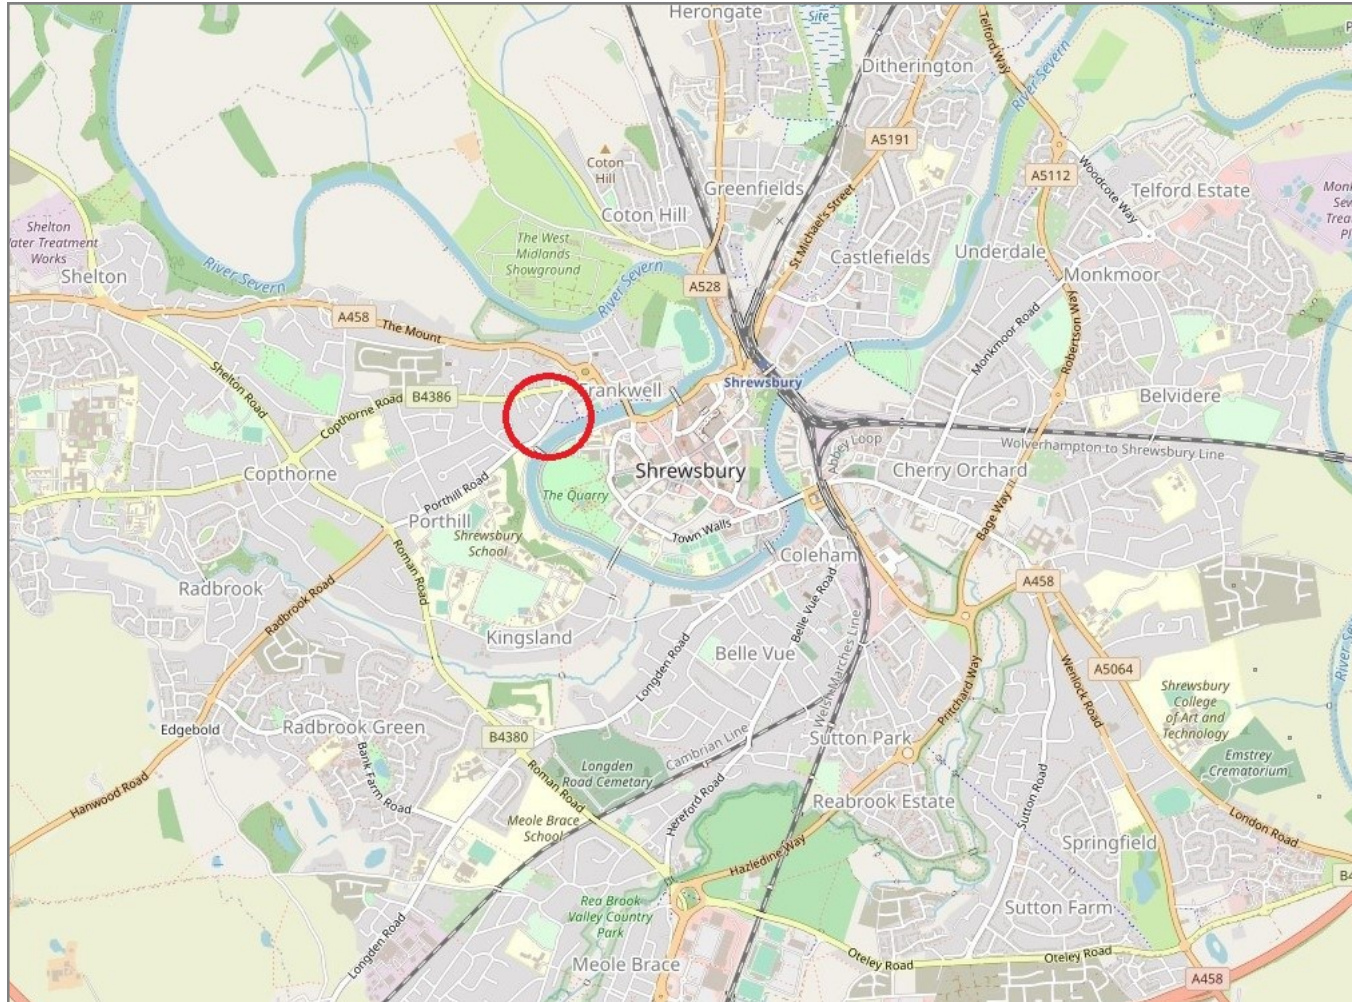 Herongate
Site
Telford Way
River Severn
Ditherington
Coton
Hill
Greenfields
A5191
A5112
Woodcote Way
Telford Estate
Shelton
Treatment
Works
Coton Hill
The West
Midlands
Showground
St Michael's Street
Castlefields
Underdale
Monkmoor
Shelton
River Severn
River Severn
A528
A458
The Mount
Monkmoor Road
Robertson Way
Shelton Road
Copthorne Road
B4386
Frankwell
Shrewsbury
Belvidere
Copthorne
Porthill Road
The Quarry
Shrewsbury
Abbey Loop
Cherry Orchard
Wolverhampton to Shrewsbury Line
Porthill
Shrewsbury
School
Town Walls
Coleham
Bage Way
Radbrook
Roman Road
Radbrook Road
Kingsland
Longden Road
Belle Vue
Belle Vue Road
Welsh Marches Line
A458
A5064
Pritchard Way
Wenlock Road
Shrewsbury
College
of Art and
Technology
River Severn
Edgebold
Radbrook Green
B4380
Cambrian Line
Sutton Park
Emstrey
Crematorium
Bank Farm Road
Longden
Road Cemetary
Hanwood Road
Roman Road
Hereford Road
Reabrook Estate
Sutton Road
London Road
Meole Brace
School
Hazledine Way
Springfield
Rea Brook
Valley Country
Park
Sutton Farm
Longden Road
Meole Brace
Oteley Road
Oteley Road
A458